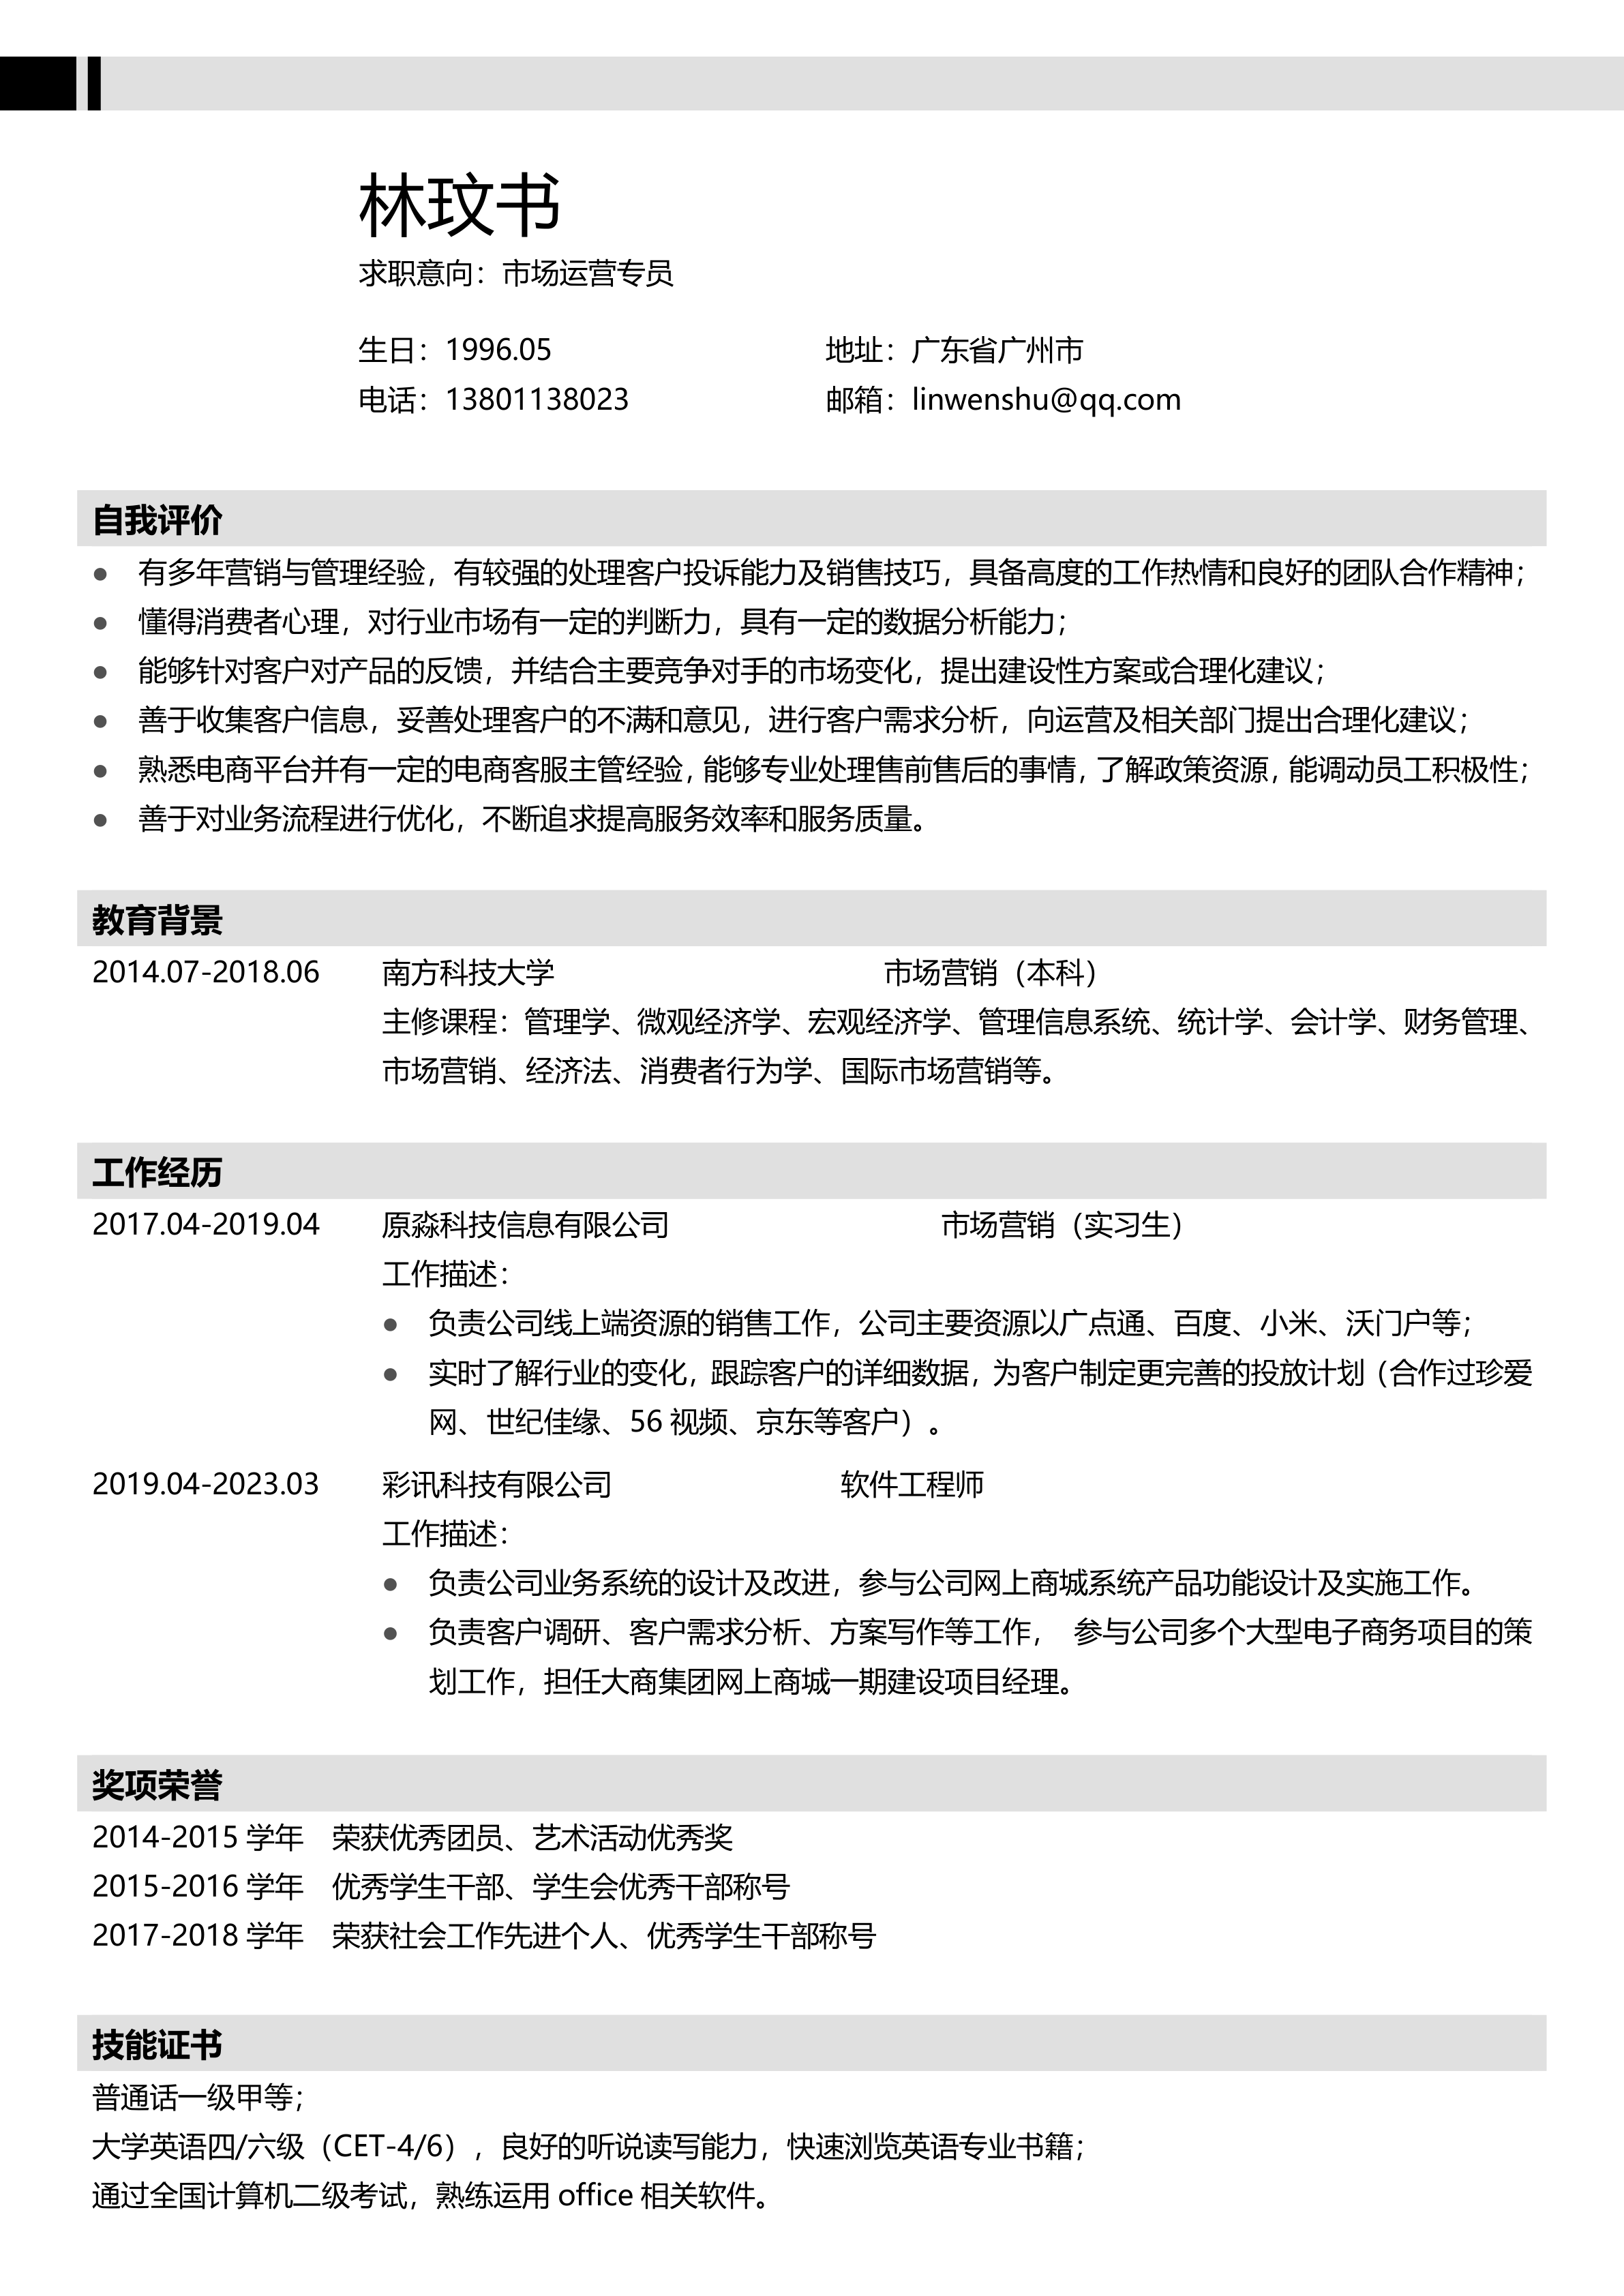 林玟书
求职意向：市场运营专员
生日：1996.05 地址：广东省广州市
电话：13801138023 邮箱：linwenshu@qq.com
自我评价
● 有多年营销与管理经验，有较强的处理客户投诉能力及销售技巧，具备高度的工作热情和良好的团队合作精神；
● 懂得消费者心理，对行业市场有一定的判断力，具有一定的数据分析能力；
● 能够针对客户对产品的反馈，并结合主要竞争对手的市场变化，提出建设性方案或合理化建议；
● 善于收集客户信息，妥善处理客户的不满和意见，进行客户需求分析，向运营及相关部门提出合理化建议；
● 熟悉电商平台并有一定的电商客服主管经验，能够专业处理售前售后的事情，了解政策资源，能调动员工积极性；
● 善于对业务流程进行优化，不断追求提高服务效率和服务质量。
教育背景
2014.07-2018.06 南方科技大学 市场营销（本科）
主修课程：管理学、微观经济学、宏观经济学、管理信息系统、统计学、会计学、财务管理、
市场营销、经济法、消费者行为学、国际市场营销等。
工作经历
2017.04-2019.04 原淼科技信息有限公司 市场营销（实习生）
工作描述：
● 负责公司线上端资源的销售工作，公司主要资源以广点通、百度、小米、沃门户等；
● 实时了解行业的变化，跟踪客户的详细数据，为客户制定更完善的投放计划（合作过珍爱
网、世纪佳缘、56 视频、京东等客户）。
2019.04-2023.03 彩讯科技有限公司 软件工程师
工作描述：
● 负责公司业务系统的设计及改进，参与公司网上商城系统产品功能设计及实施工作。
● 负责客户调研、客户需求分析、方案写作等工作， 参与公司多个大型电子商务项目的策
划工作，担任大商集团网上商城一期建设项目经理。
奖项荣誉
2014-2015 学年 荣获优秀团员、艺术活动优秀奖
2015-2016 学年 优秀学生干部、学生会优秀干部称号
2017-2018 学年 荣获社会工作先进个人、优秀学生干部称号
技能证书
普通话一级甲等；
大学英语四/六级（CET-4/6），良好的听说读写能力，快速浏览英语专业书籍；
通过全国计算机二级考试，熟练运用 office 相关软件。